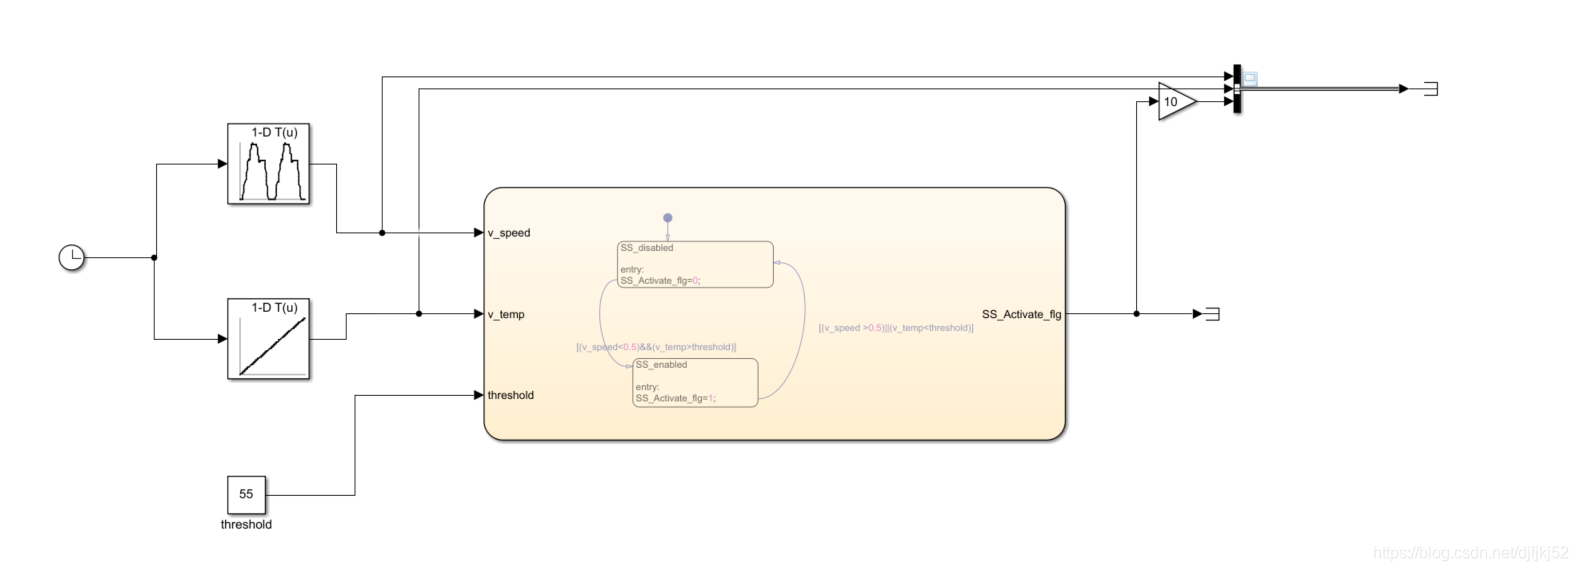 10
1-D T(u)
v_speed
SS_disabled
entry:
SS_Activate_flg=0;
1-D T(u)
v_temp
SS_Activate_flg
[(v_speed >0.5)||(v_temp<threshold)]
[(v_speed<0.5)&&(v_temp>threshold)]
SS_enabled
entry:
SS_Activate_flg=1;
threshold
55
threshold
https://blog.csdn.net/djfjkj52